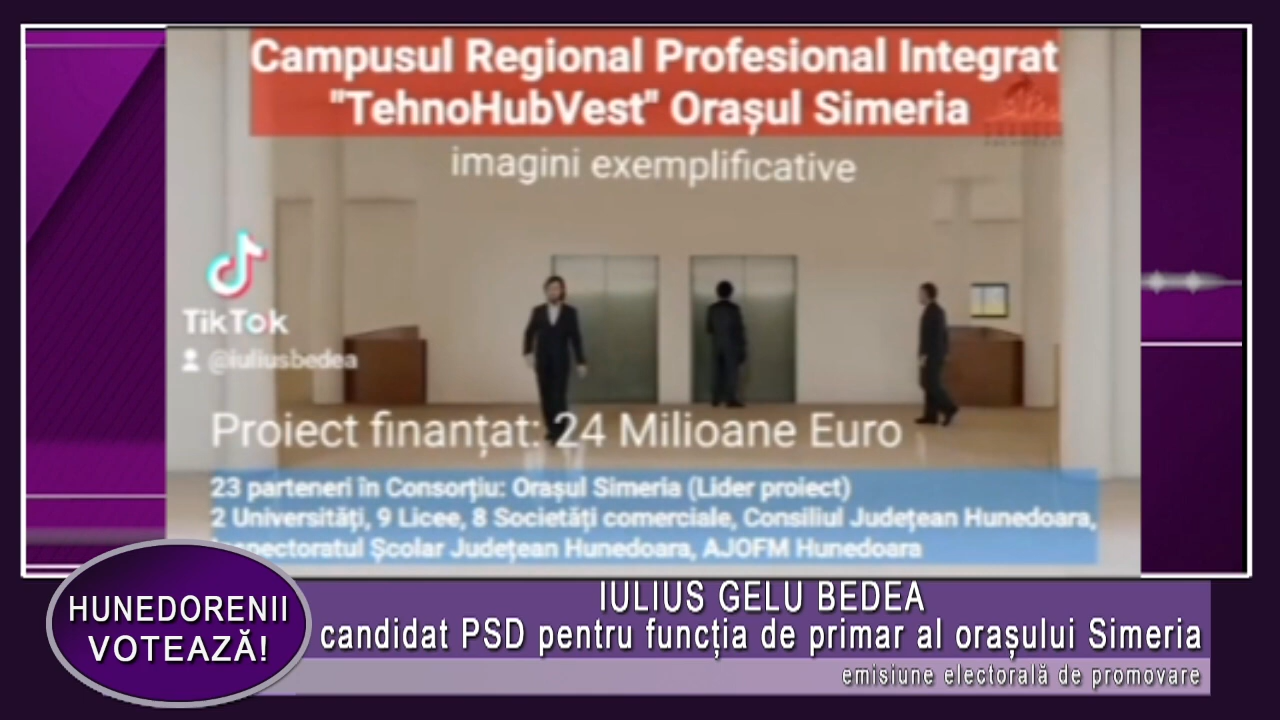 Campusul Regional Profesional Integrat
"TehnoHubVest" Orașul Simeria
imagini exemplificative
TikTok
@iuliusbedea
Proiect finanțat: 24 Milioane Euro
23 parteneri în Consorțiu: Orașul Simeria (Lider proiect)
2 Universități, 9 Licee, 8 Societăți comerciale, Consiliul Județean Hunedoara,
Inspectoratul Școlar Județean Hunedoara, AJOFM Hunedoara
HUNEDORENII
VOTEAZĂ!
IULIUS GELU BEDEA
candidat PSD pentru funcția de primar al orașului Simeria
emisiune electorală de promovare